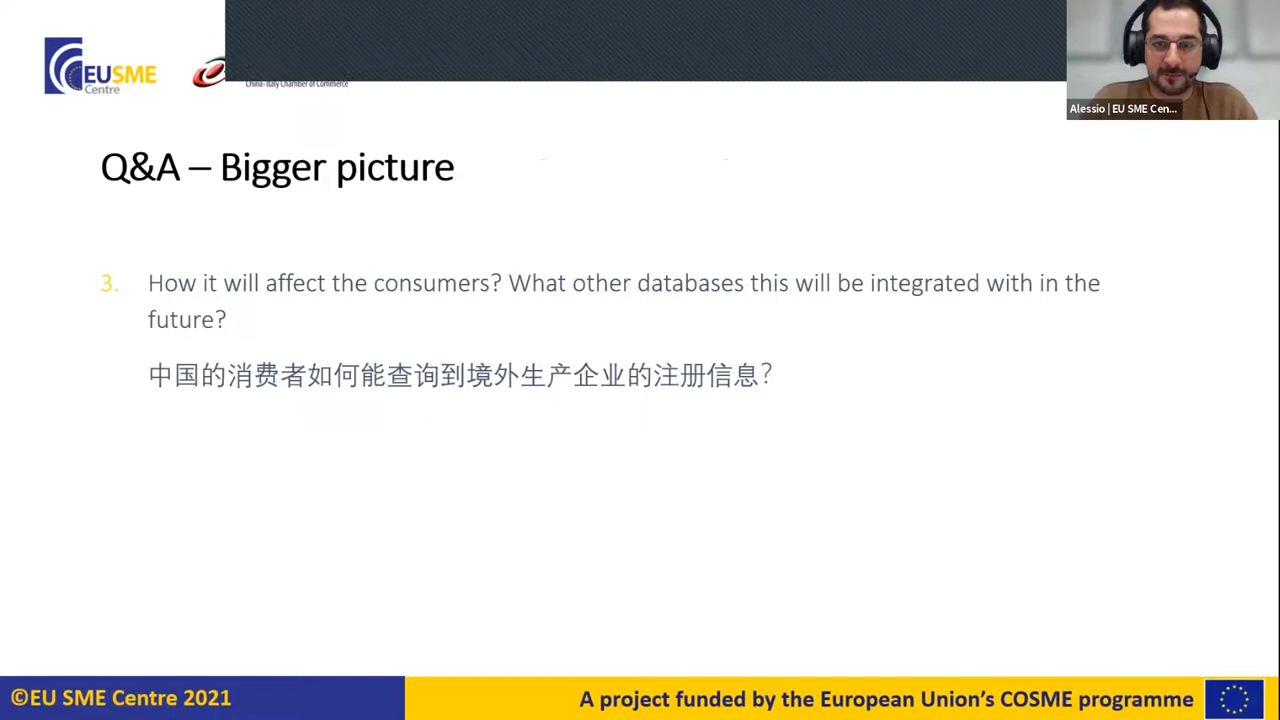 EUSME
Centre
China-Italy Chamber of Commerce
Alessio | EU SME Cen...
Q&A – Bigger picture
3. How it will affect the consumers? What other databases this will be integrated with in the
future?
中国的消费者如何能查询到境外生产企业的注册信息?
©EU SME Centre 2021
A project funded by the European Union's COSME programme